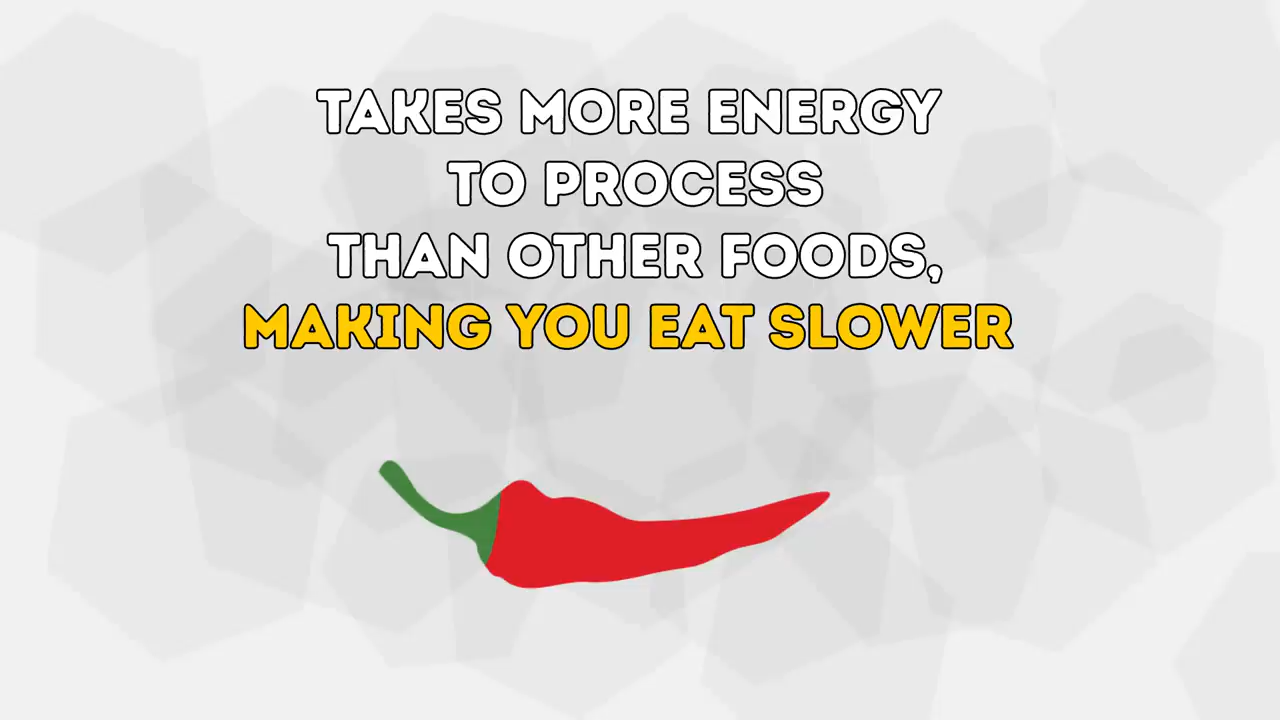 TAKES MORE ENERGY
TO PROCESS
THAN OTHER FOODS,
MAKING YOU EAT SLOWER